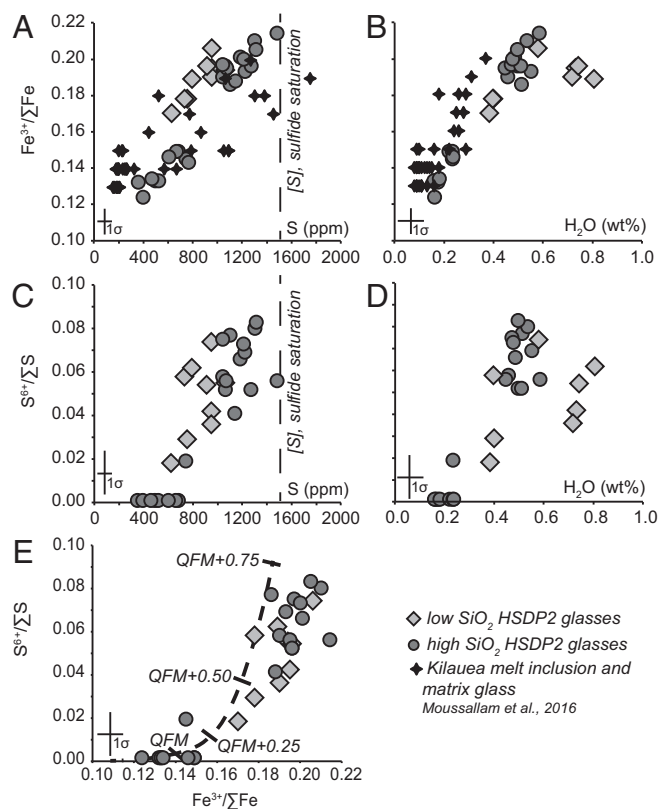 A
B
0.22
0.20
0.18
0.16
0.14
0.12
0.10
Fe³⁺/∑Fe
1σ
[S], sulfide saturation
S (ppm)
0 400 800 1200 1600 2000
1σ
H₂O (wt%)
0.0 0.2 0.4 0.6 0.8 1.0
C
D
0.10
0.08
0.06
0.04
0.02
0.00
S⁶⁺/∑S
1σ
[S], sulfide saturation
S (ppm)
0 400 800 1200 1600 2000
1σ
H₂O (wt%)
0.0 0.2 0.4 0.6 0.8 1.0
E
0.10
0.08
0.06
0.04
0.02
0.00
S⁶⁺/∑S
QFM+0.75
QFM+0.50
QFM
QFM+0.25
1σ
0.10 0.12 0.14 0.16 0.18 0.20 0.22
Fe³⁺/∑Fe
low SiO₂ HSDP2 glasses
high SiO₂ HSDP2 glasses
Kilauea melt inclusion and
matrix glass
Moussallam et al., 2016